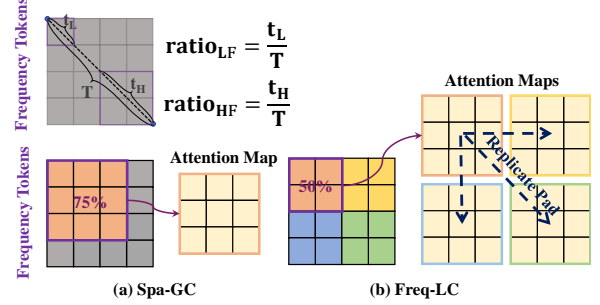 Frequency Tokens
t_L
T
t_H
ratio_LF = t_L / T
ratio_HF = t_H / T
Attention Maps
Replicate Pad
Frequency Tokens
75%
Attention Map
50%
(a) Spa-GC
(b) Freq-LC